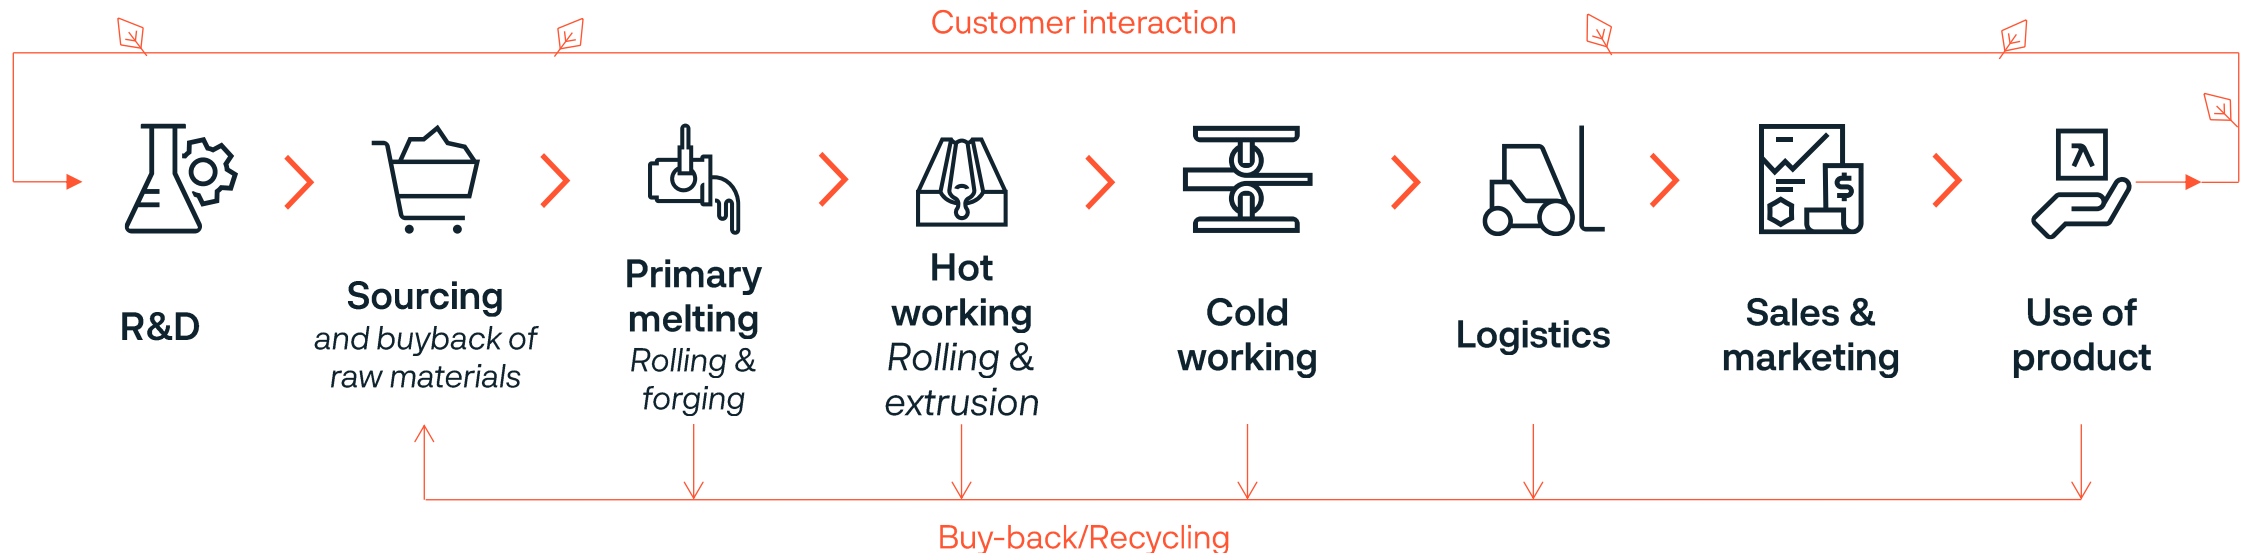 Customer interaction
R&D
Sourcing
and buyback of
raw materials
Primary
melting
Rolling &
forging
Hot
working
Rolling &
extrusion
Cold
working
Logistics
$
Sales &
marketing
Use of
product
Buy-back/Recycling